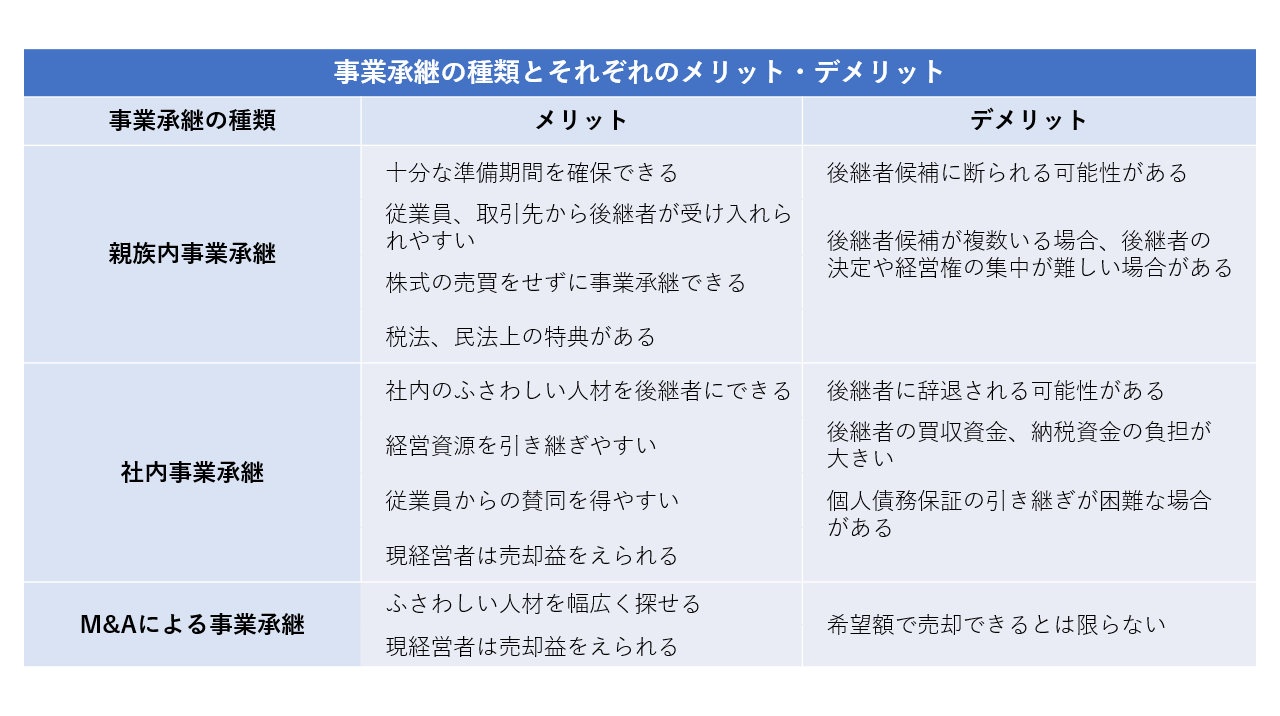 事業承継の種類とそれぞれのメリット・デメリット
事業承継の種類
メリット
デメリット
親族内事業承継
十分な準備期間を確保できる
従業員、取引先から後継者が受け入れら
れやすい
株式の売買をせずに事業承継できる
税法、民法上の特典がある
後継者候補に断られる可能性がある
後継者候補が複数いる場合、後継者の
決定や経営権の集中が難しい場合がある
社内事業承継
社内のふさわしい人材を後継者にできる
経営資源を引き継ぎやすい
従業員からの賛同を得やすい
現経営者は売却益をえられる
後継者に辞退される可能性がある
後継者の買収資金、納税資金の負担が
大きい
個人債務保証の引き継ぎが困難な場合
がある
M&Aによる事業承継
ふさわしい人材を幅広く探せる
現経営者は売却益をえられる
希望額で売却できるとは限らない